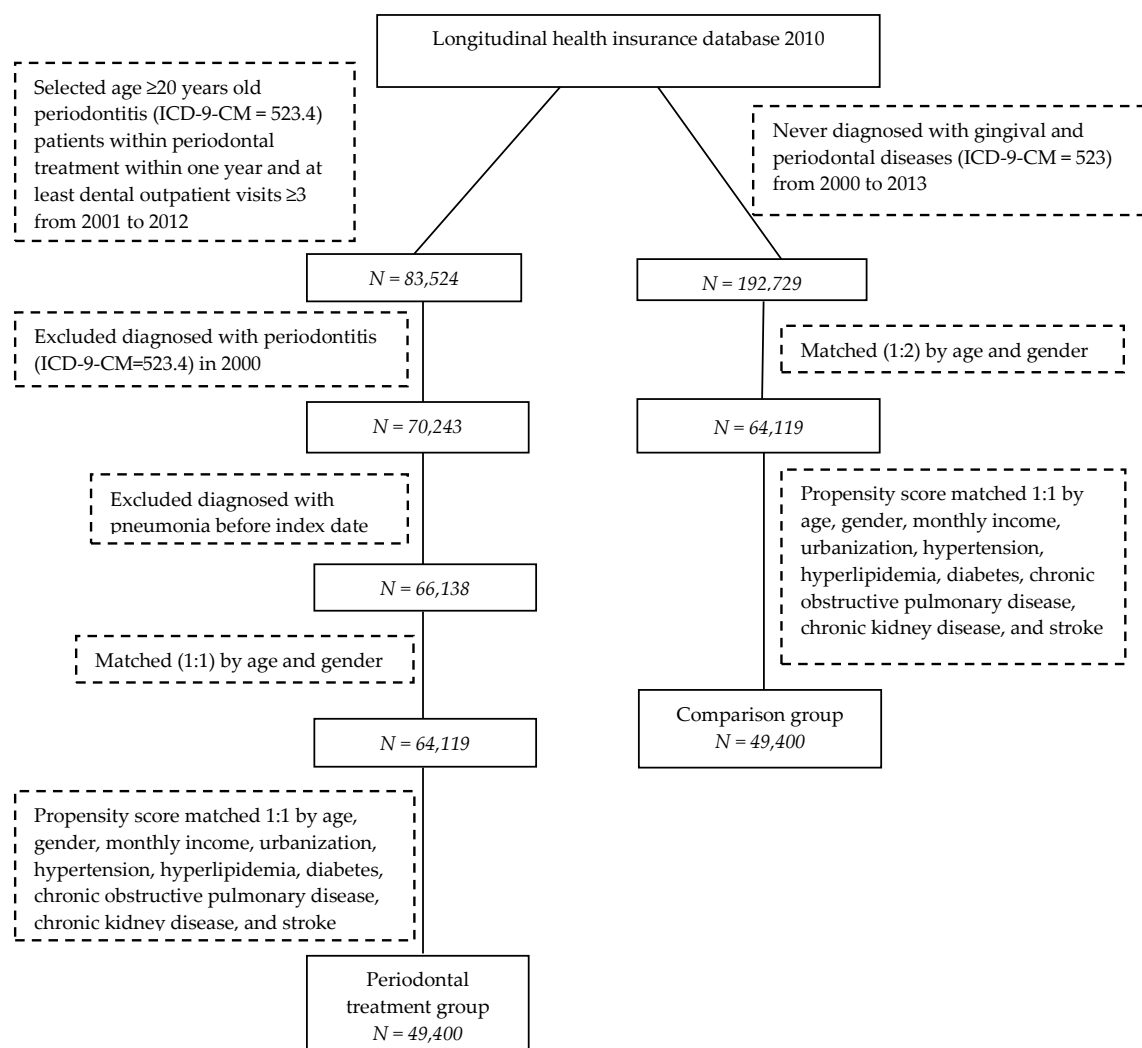 Longitudinal health insurance database 2010
Selected age ≥20 years old
periodontitis (ICD-9-CM = 523.4)
patients within periodontal
treatment within one year and at
least dental outpatient visits ≥3
from 2001 to 2012
Never diagnosed with gingival and
periodontal diseases (ICD-9-CM = 523)
from 2000 to 2013
N = 83,524
N = 192,729
Excluded diagnosed with periodontitis
(ICD-9-CM=523.4) in 2000
Matched (1:2) by age and gender
N = 70,243
N = 64,119
Excluded diagnosed with
pneumonia before index date
Propensity score matched 1:1 by
age, gender, monthly income,
urbanization, hypertension,
hyperlipidemia, diabetes, chronic
obstructive pulmonary disease,
chronic kidney disease, and stroke
N = 66,138
Matched (1:1) by age and gender
Comparison group
N = 49,400
N = 64,119
Propensity score matched 1:1 by age,
gender, monthly income, urbanization,
hypertension, hyperlipidemia, diabetes,
chronic obstructive pulmonary disease,
chronic kidney disease, and stroke
Periodontal
treatment group
N = 49,400